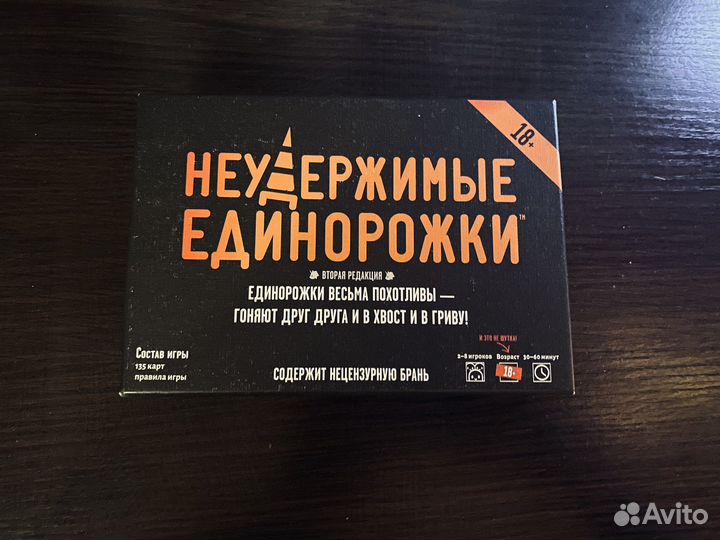 18+
НЕУДЕРЖИМЫЕ
ЕДИНОРОЖКИ™
ВТОРАЯ РЕДАКЦИЯ
ЕДИНОРОЖКИ ВЕСЬМА ПОХОТЛИВЫ —
ГОНЯЮТ ДРУГ ДРУГА И В ХВОСТ И В ГРИВУ!
И ЭТО НЕ ШУТКА!
Состав игры
135 карт
правила игры
2–8 игроков Возраст 30–60 минут
18+
СОДЕРЖИТ НЕЦЕНЗУРНУЮ БРАНЬ
Avito